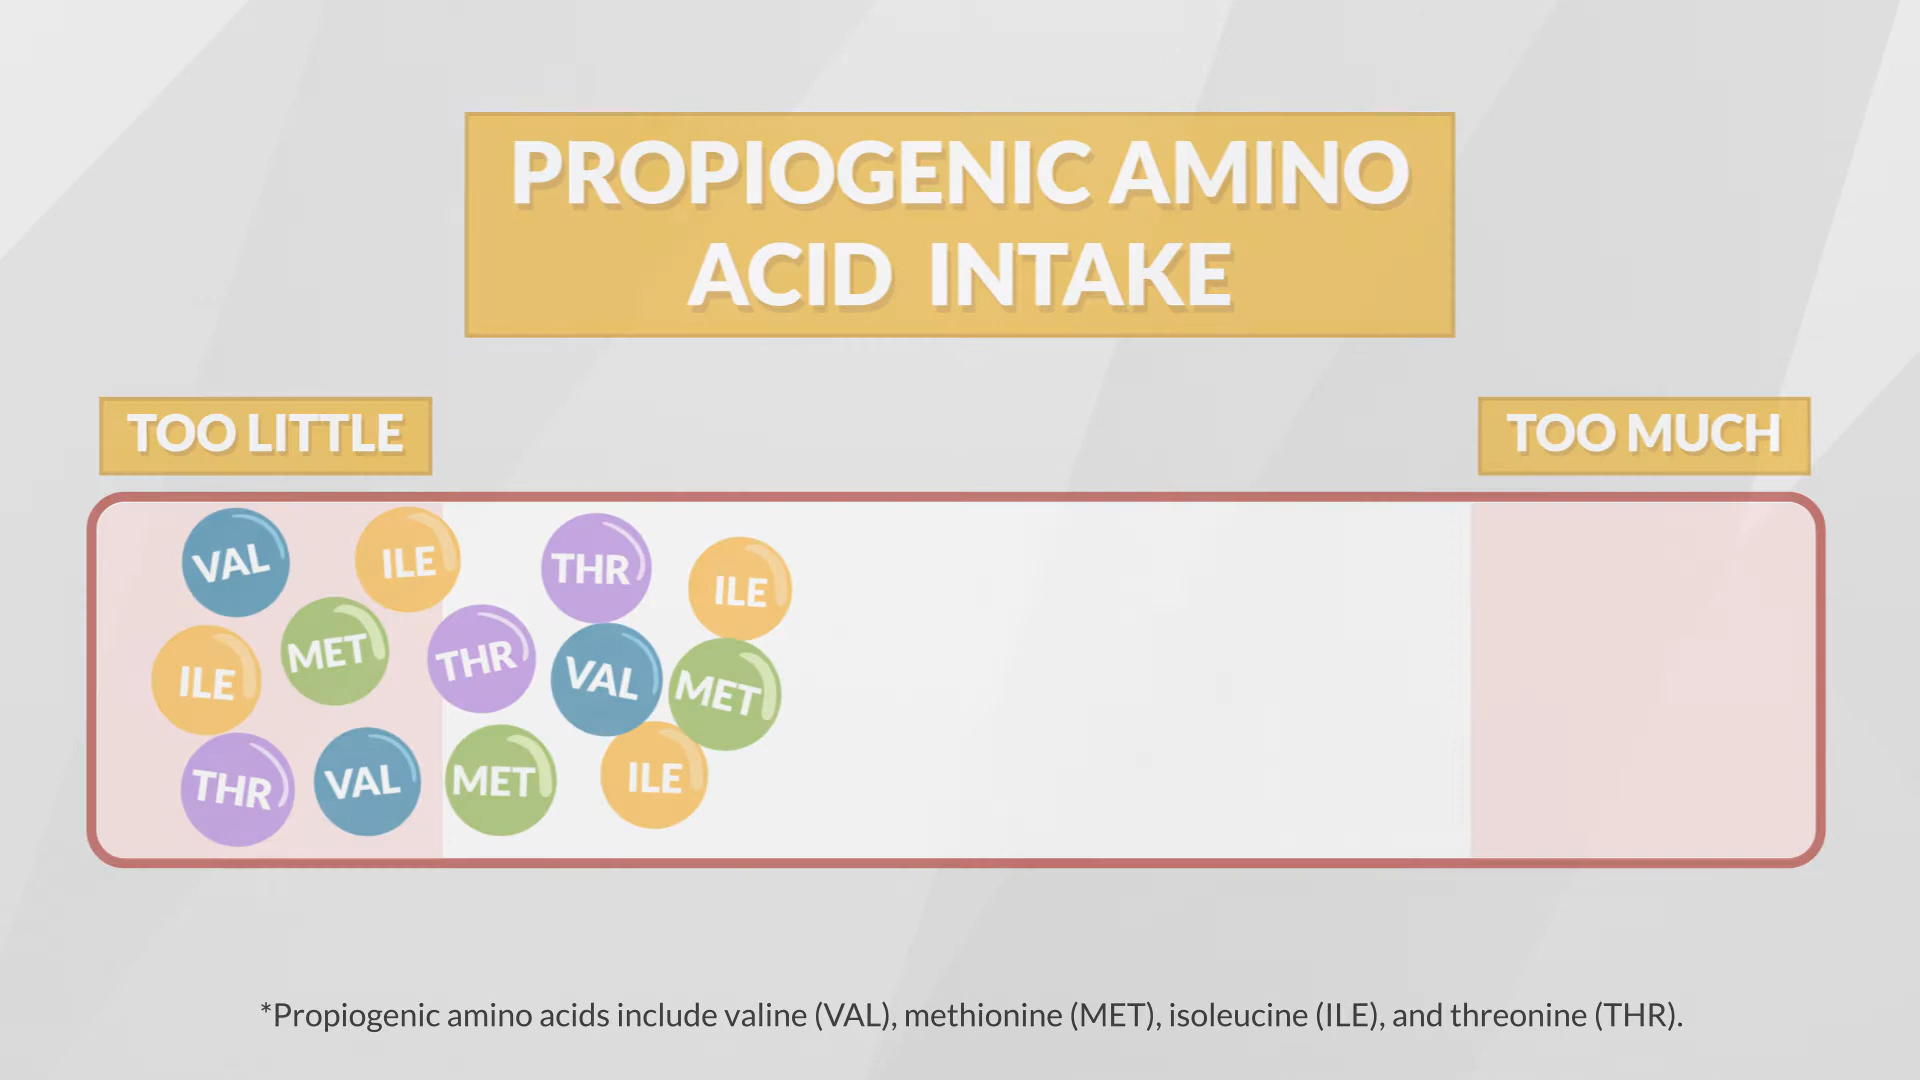 PROPIOGENIC AMINO
ACID INTAKE
TOO LITTLE
TOO MUCH
VAL
ILE
THR
ILE
ILE
MET
THR
VAL
MET
THR
VAL
MET
ILE
*Propiogenic amino acids include valine (VAL), methionine (MET), isoleucine (ILE), and threonine (THR).